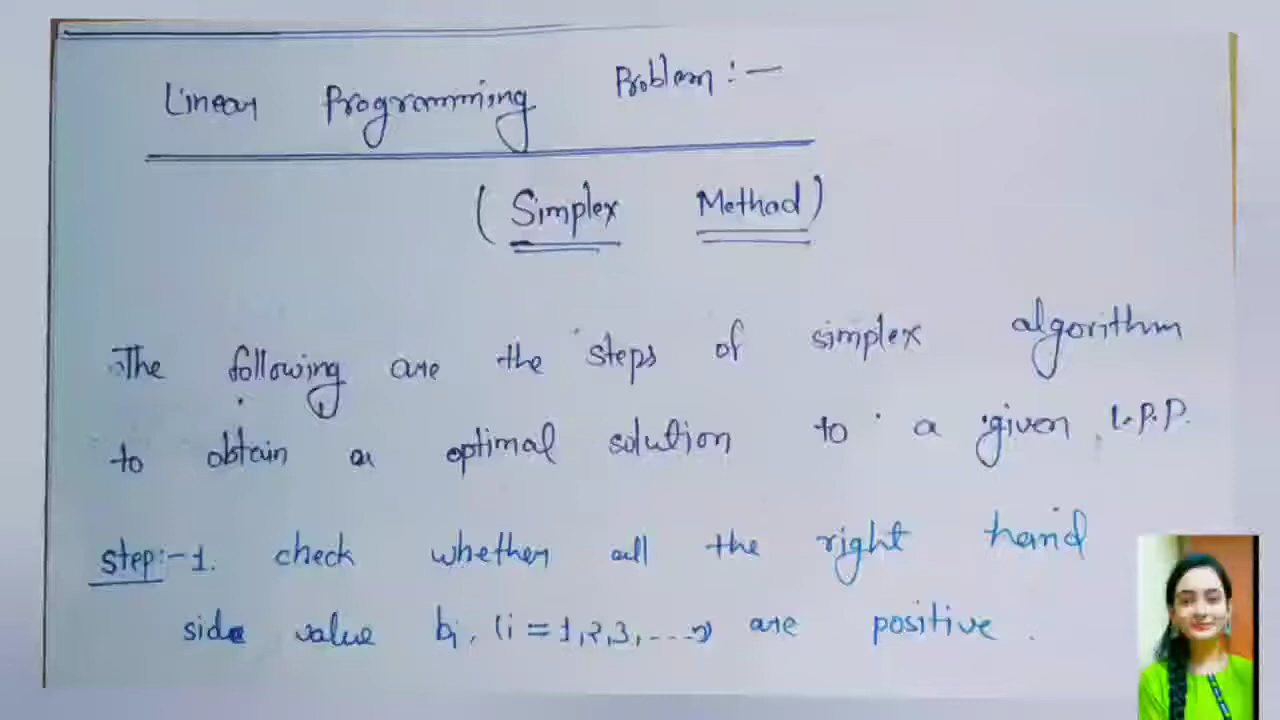 Linear Programming Problem :-
( Simplex Method )
The following are the steps of simplex algorithm
to obtain a optimal solution to a given L.P.P.
step:-1. check whether all the right hand
side value bi, (i = 1,2,3,....n) are positive.